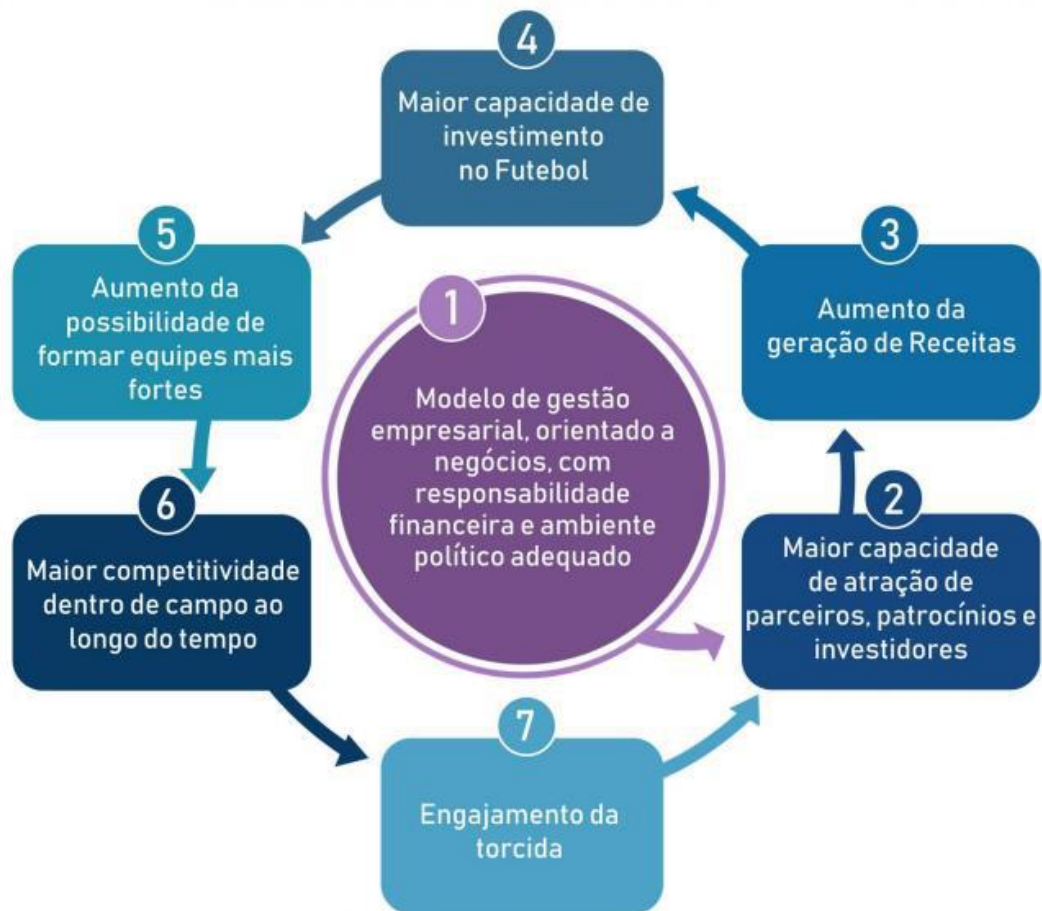 1
Modelo de gestão
empresarial, orientado a
negócios, com
responsabilidade
financeira e ambiente
político adequado
2
Maior capacidade
de atração de
parceiros, patrocínios e
investidores
3
Aumento da
geração de Receitas
4
Maior capacidade de
investimento
no Futebol
5
Aumento da
possibilidade de
formar equipes mais
fortes
6
Maior competitividade
dentro de campo ao
longo do tempo
7
Engajamento da
torcida